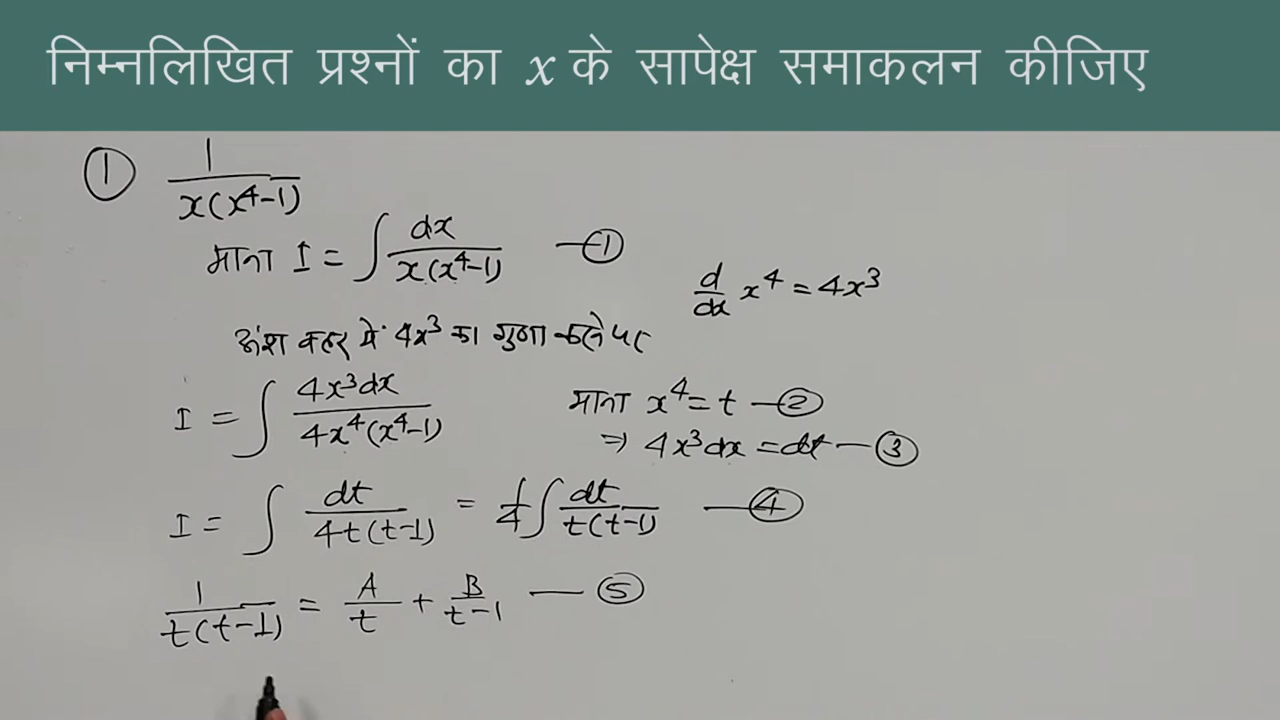 निम्नलिखित प्रश्नों का x के सापेक्ष समाकलन कीजिए
① 1/x(x⁴-1)
माना I = ∫ dx/x(x⁴-1) —①
d/dx x⁴ = 4x³
अंश व हर में 4x³ का गुणा करने पर
I = ∫ 4x³dx/4x⁴(x⁴-1) माना x⁴ = t —②
⇒ 4x³dx = dt —③
I = ∫ dt/4t(t-1) = 1/4 ∫ dt/t(t-1) —④
1/t(t-1) = A/t + B/t-1 —⑤